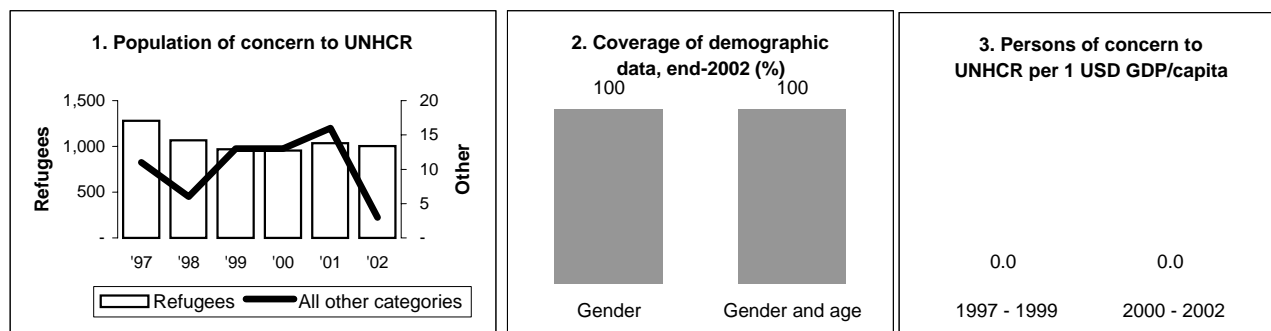 1. Population of concern to UNHCR
1,500
1,000
500
-
Refugees
20
15
10
5
-
Other
'97 '98 '99 '00 '01 '02
Refugees All other categories
2. Coverage of demographic
data, end-2002 (%)
100 100
Gender Gender and age
3. Persons of concern to
UNHCR per 1 USD GDP/capita
0.0 0.0
1997 - 1999 2000 - 2002